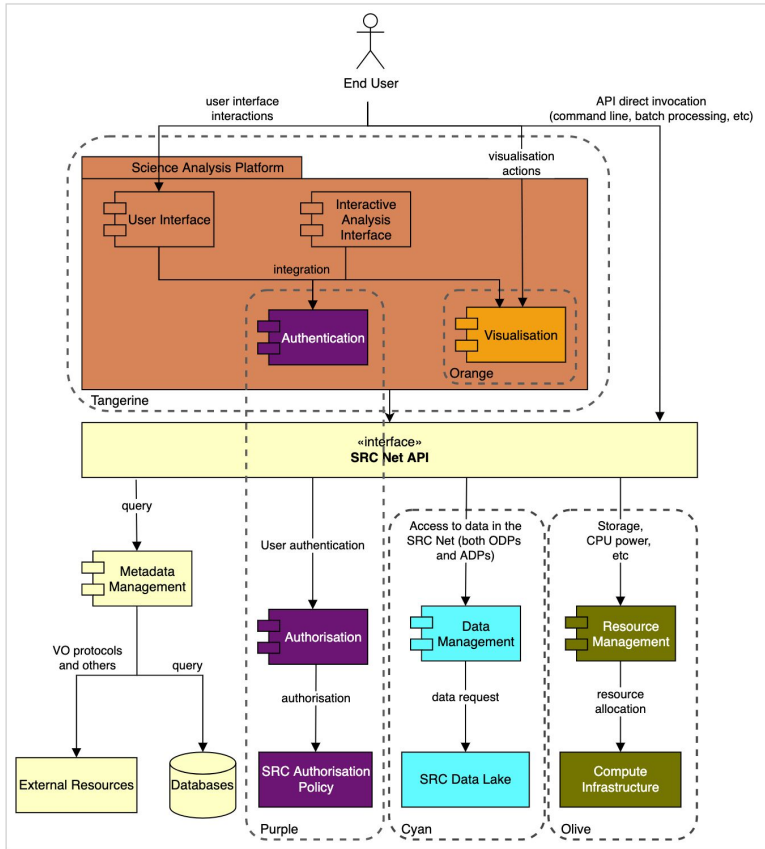 End User
user interface
interactions
API direct invocation
(command line, batch processing, etc)
visualisation
actions
Science Analysis Platform
User Interface
Interactive
Analysis
Interface
integration
Authentication
Visualisation
Orange
Tangerine
«interface»
SRC Net API
query
User authentication
Access to data in the
SRC Net (both ODPs
and ADPs)
Storage,
CPU power,
etc
Metadata
Management
Authorisation
Data
Management
Resource
Management
VO protocols
and others
query
authorisation
data request
resource
allocation
External Resources
Databases
SRC Authorisation
Policy
SRC Data Lake
Compute
Infrastructure
Purple
Cyan
Olive